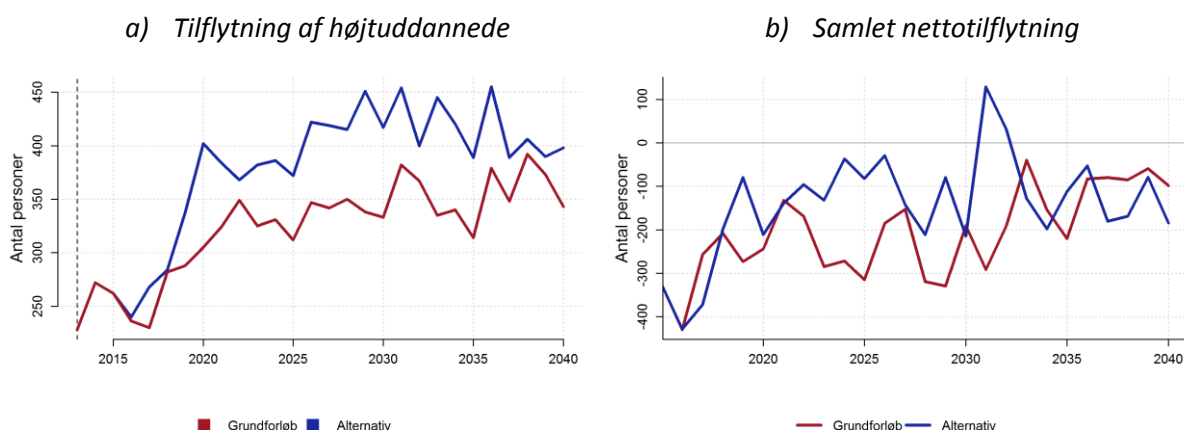 a) Tilflytning af højtuddannede
b) Samlet nettotilflytning
Antal personer
450
400
350
300
250
2015
2020
2025
2030
2035
2040
Grundforløb
Alternativ
Antal personer
100
0
-100
-200
-300
-400
2020
2025
2030
2035
2040
Grundforløb
Alternativ